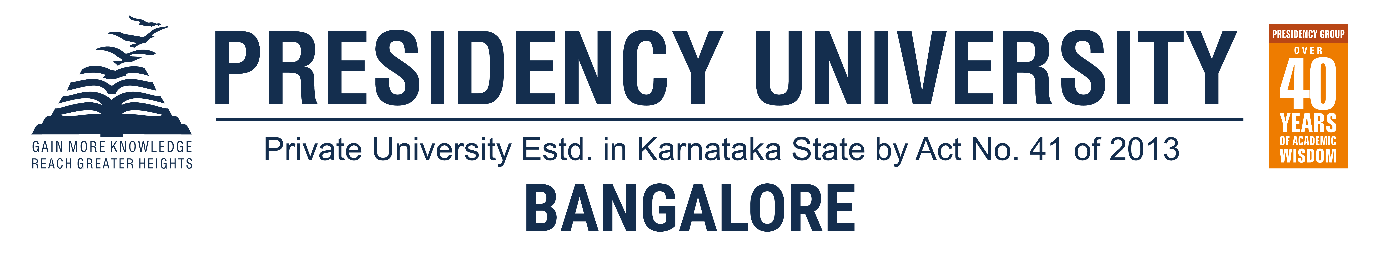 PRESIDENCY UNIVERSITY
Private University Estd. in Karnataka State by Act No. 41 of 2013
BANGALORE
GAIN MORE KNOWLEDGE
REACH GREATER HEIGHTS
PRESIDENCY GROUP
OVER
40
YEARS
OF ACADEMIC
WISDOM